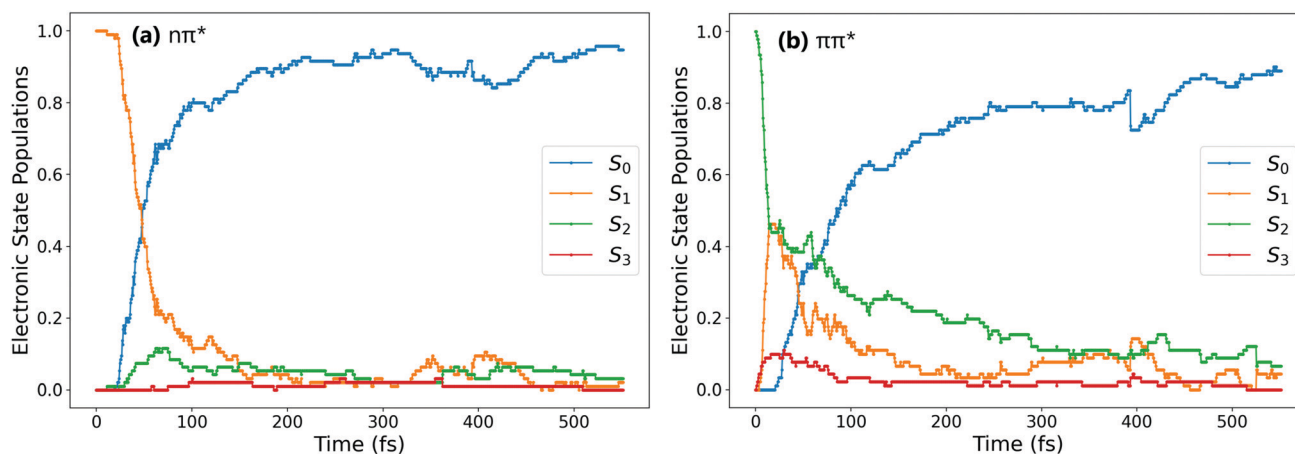 (a) nπ*
Electronic State Populations
1.0
0.8
0.6
0.4
0.2
0.0
S0
S1
S2
S3
0 100 200 300 400 500
Time (fs)
(b) ππ*
Electronic State Populations
1.0
0.8
0.6
0.4
0.2
0.0
S0
S1
S2
S3
0 100 200 300 400 500
Time (fs)